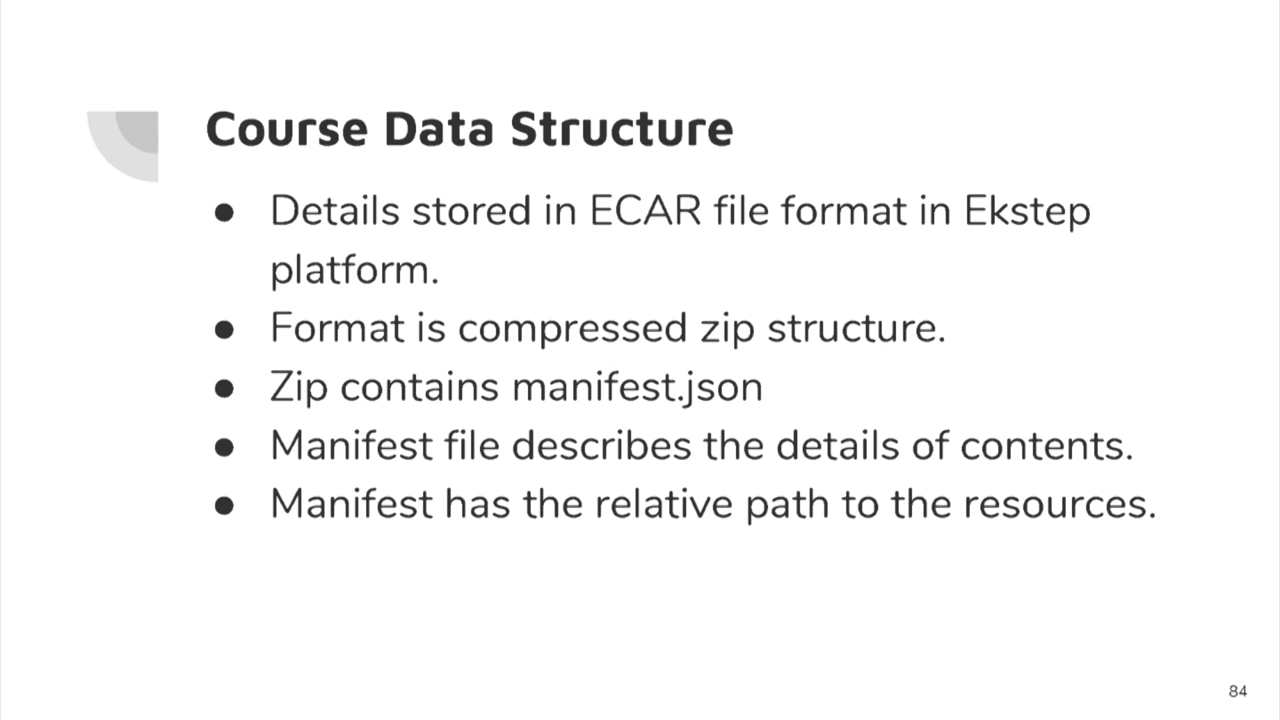 Course Data Structure
● Details stored in ECAR file format in Ekstep
platform.
● Format is compressed zip structure.
● Zip contains manifest.json
● Manifest file describes the details of contents.
● Manifest has the relative path to the resources.
84